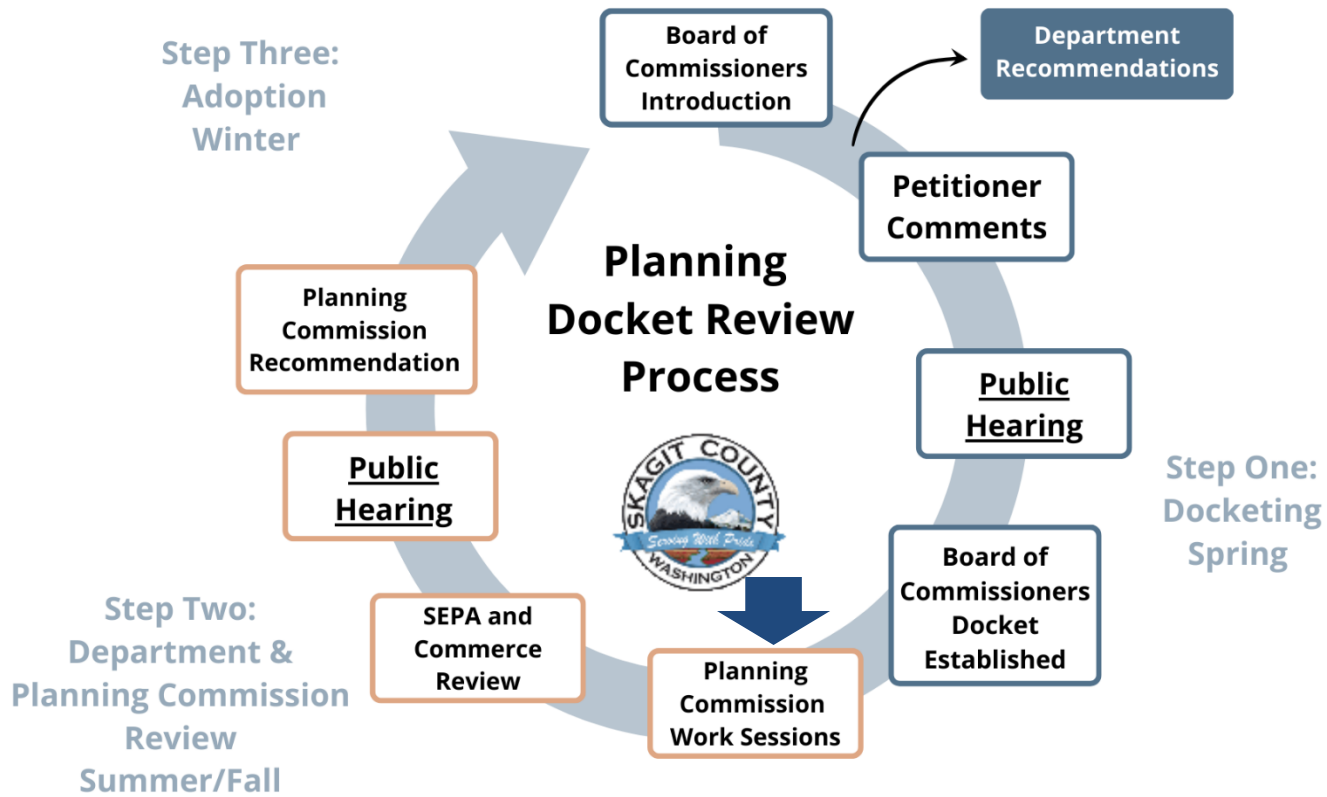 Step Three:
Adoption
Winter
Board of
Commissioners
Introduction
Department
Recommendations
Petitioner
Comments
Planning
Docket Review
Process
Public
Hearing
Step One:
Docketing
Spring
Board of
Commissioners
Docket
Established
Planning
Commission
Work Sessions
SEPA and
Commerce
Review
Step Two:
Department &
Planning Commission
Review
Summer/Fall
Public
Hearing
Planning
Commission
Recommendation
SKAGIT COUNTY
Serving With Pride
WASHINGTON